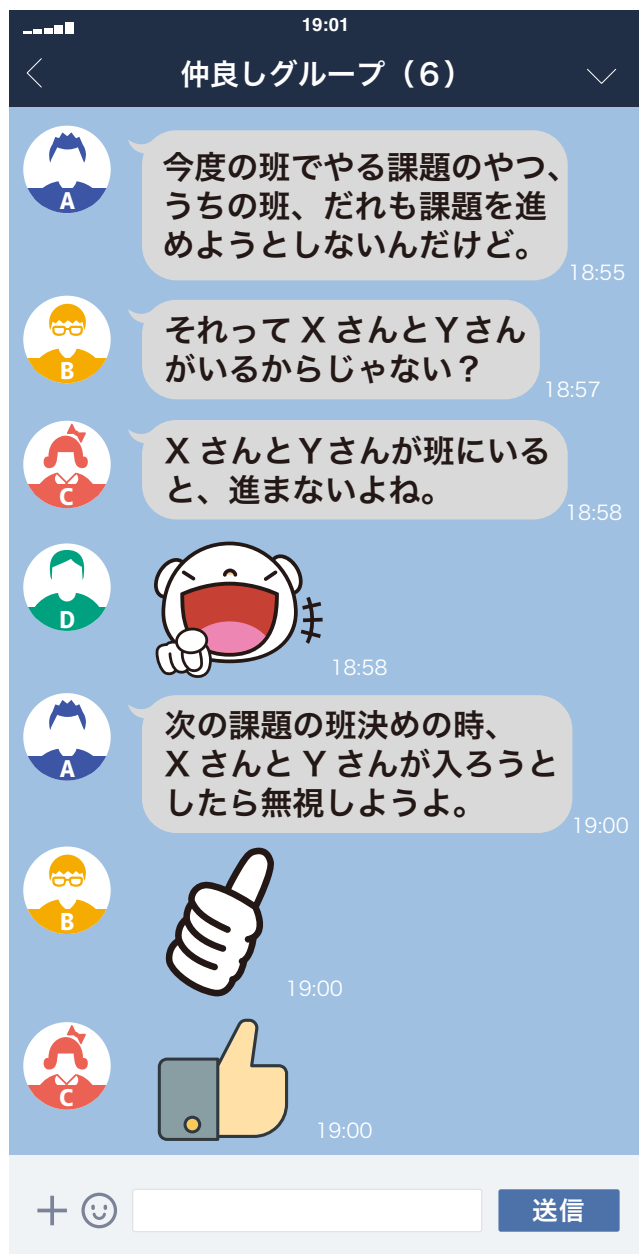 19:01
仲良しグループ（6）
A
今度の班でやる課題のやつ、
うちの班、だれも課題を進
めようとしないんだけど。
18:55
B
それって X さんとYさん
がいるからじゃない？
18:57
C
X さんとYさんが班にいる
と、進まないよね。
18:58
D
18:58
A
次の課題の班決めの時、
X さんと Y さんが入ろうと
したら無視しようよ。
19:00
B
19:00
C
19:00
送信